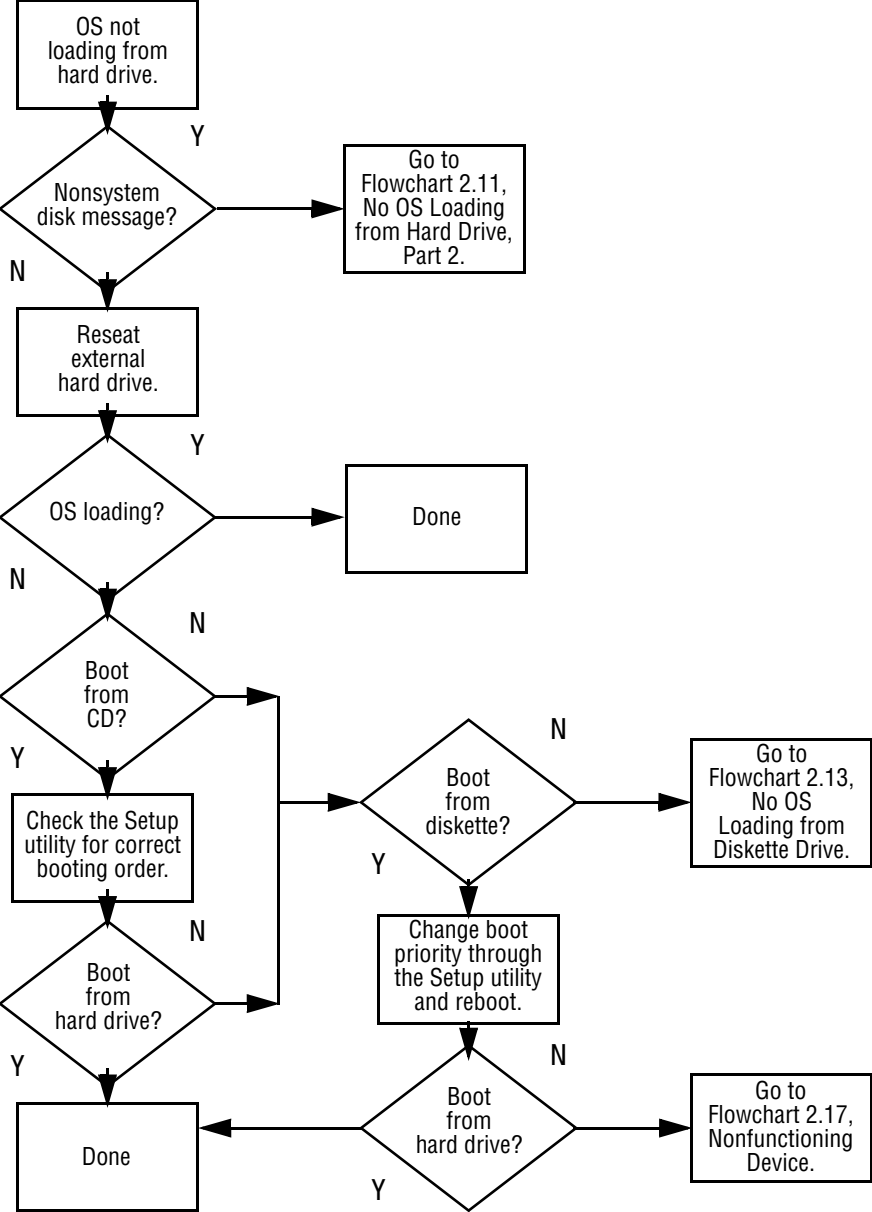 OS not
loading from
hard drive.
Y
Nonsystem
disk message?
Go to
Flowchart 2.11,
No OS Loading
from Hard Drive,
Part 2.
N
Reseat
external
hard drive.
Y
OS loading?
Done
N
N
Boot
from
CD?
Y
Check the Setup
utility for correct
booting order.
N
Boot
from
diskette?
Go to
Flowchart 2.13,
No OS
Loading from
Diskette Drive.
Y
N
Change boot
priority through
the Setup utility
and reboot.
Boot
from
hard drive?
Y
N
Done
Boot
from
hard drive?
Go to
Flowchart 2.17,
Nonfunctioning
Device.
Y